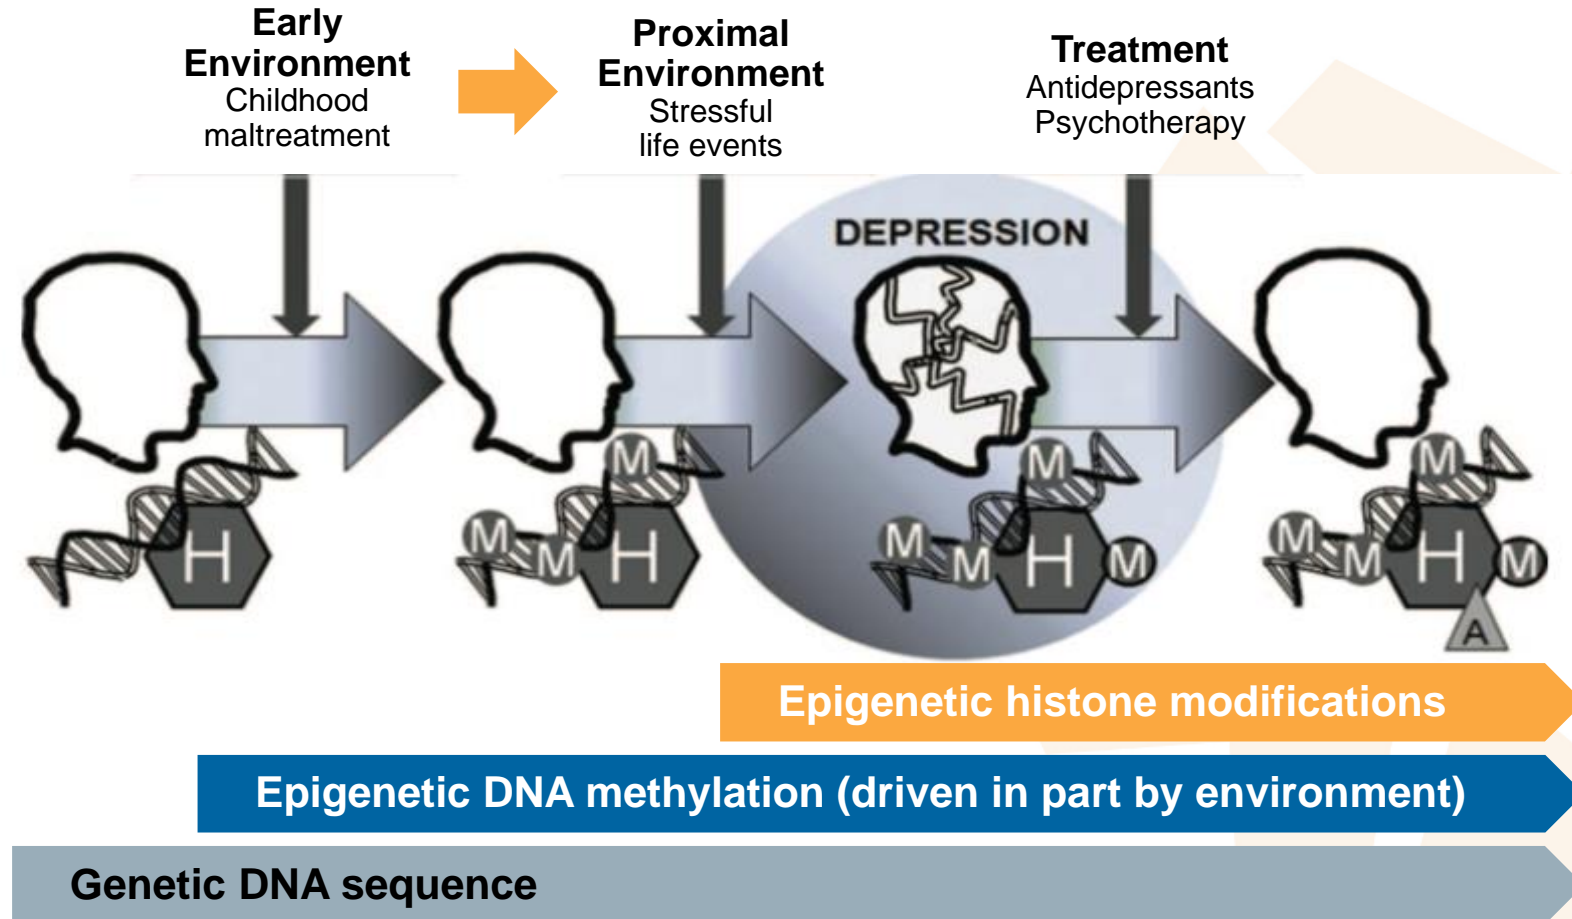 Early
Environment
Childhood
maltreatment
Proximal
Environment
Stressful
life events
Treatment
Antidepressants
Psychotherapy
DEPRESSION
H
M
M
M
H
M
M
M
H
M
M
M
M
H
M
A
Epigenetic histone modifications
Epigenetic DNA methylation (driven in part by environment)
Genetic DNA sequence